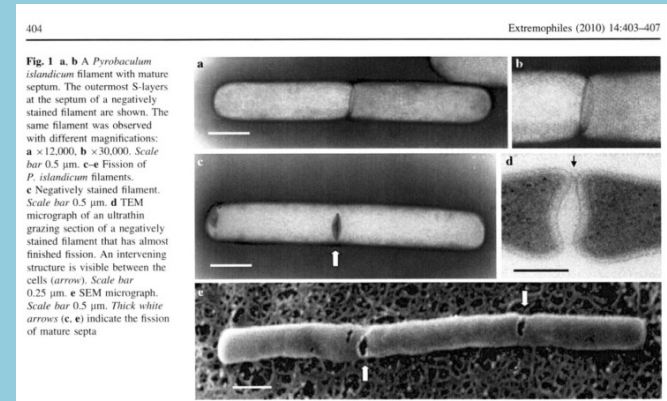 404
Extremophiles (2010) 14:403–407
Fig. 1 a, b A Pyrobaculum
islandicum filament with mature
septum. The outermost S-layers
at the septum of a negatively
stained filament are shown. The
same filament was observed
with different magnifications:
a ×12,000, b ×30,000. Scale
bar 0.5 μm. c–e Fission of
P. islandicum filaments.
c Negatively stained filament.
Scale bar 0.5 μm. d TEM
micrograph of an ultrathin
grazing section of a negatively
stained filament that has almost
finished fission. An intervening
structure is visible between the
cells (arrow). Scale bar
0.25 μm. e SEM micrograph.
Scale bar 0.5 μm. Thick white
arrows (c, e) indicate the fission
of mature septa
a
b
c
d
e